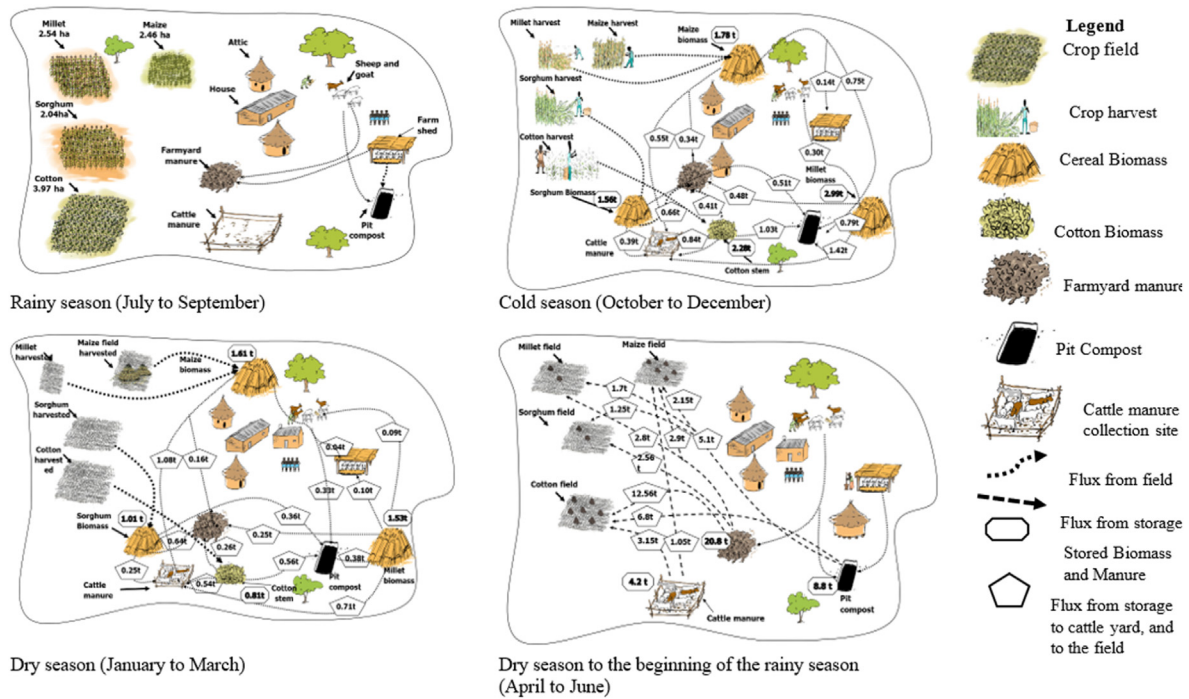 Millet
2.54 ha
Maize
2.46 ha
Attic
Sheep and
goat
House
Sorghum
2.04ha
Farm
shed
Farmyard
manure
Cotton
3.97 ha
Cattle
manure
Pit
compost
Rainy season (July to September)
Millet harvest
Maize harvest
Maize
biomass
1.78 t
Sorghum harvest
0.14t
0.75t
Cotton harvest
0.55t
0.34t
0.30t
Millet
biomass
0.51t
Sorghum Biomass
1.56t
0.48t
2.99t
0.41t
0.66t
0.79t
1.03t
0.39t
0.84t
Cattle
manure
2.28t
1.42t
Cotton stem
Cold season (October to December)
Millet
harvested
Maize field
harvested
Maize
biomass
1.61 t
Sorghum
harvested
0.09t
0.04t
Cotton
harvest
ed
1.08t
0.16t
0.33t
0.10t
Sorghum
Biomass
1.01 t
0.36t
1.53t
0.25t
0.64t
0.26t
0.56t
0.38t
0.25t
Pit
compost
Millet
biomass
Cattle
manure
0.54t
0.81t
Cotton
stem
0.71t
Dry season (January to March)
Millet field
Maize field
1.7t
2.15t
1.25t
Sorghum field
2.8t
2.9t
5.1t
2.56
t
Cotton field
12.56t
6.8t
3.15t
1.05t
20.8 t
4.2 t
8.8 t
Pit
compost
Cattle manure
Dry season to the beginning of the rainy season
(April to June)
Legend
Crop field
Crop harvest
Cereal Biomass
Cotton Biomass
Farmyard manure
Pit Compost
Cattle manure
collection site
Flux from field
Flux from storage
Stored Biomass
and Manure
Flux from storage
to cattle yard, and
to the field